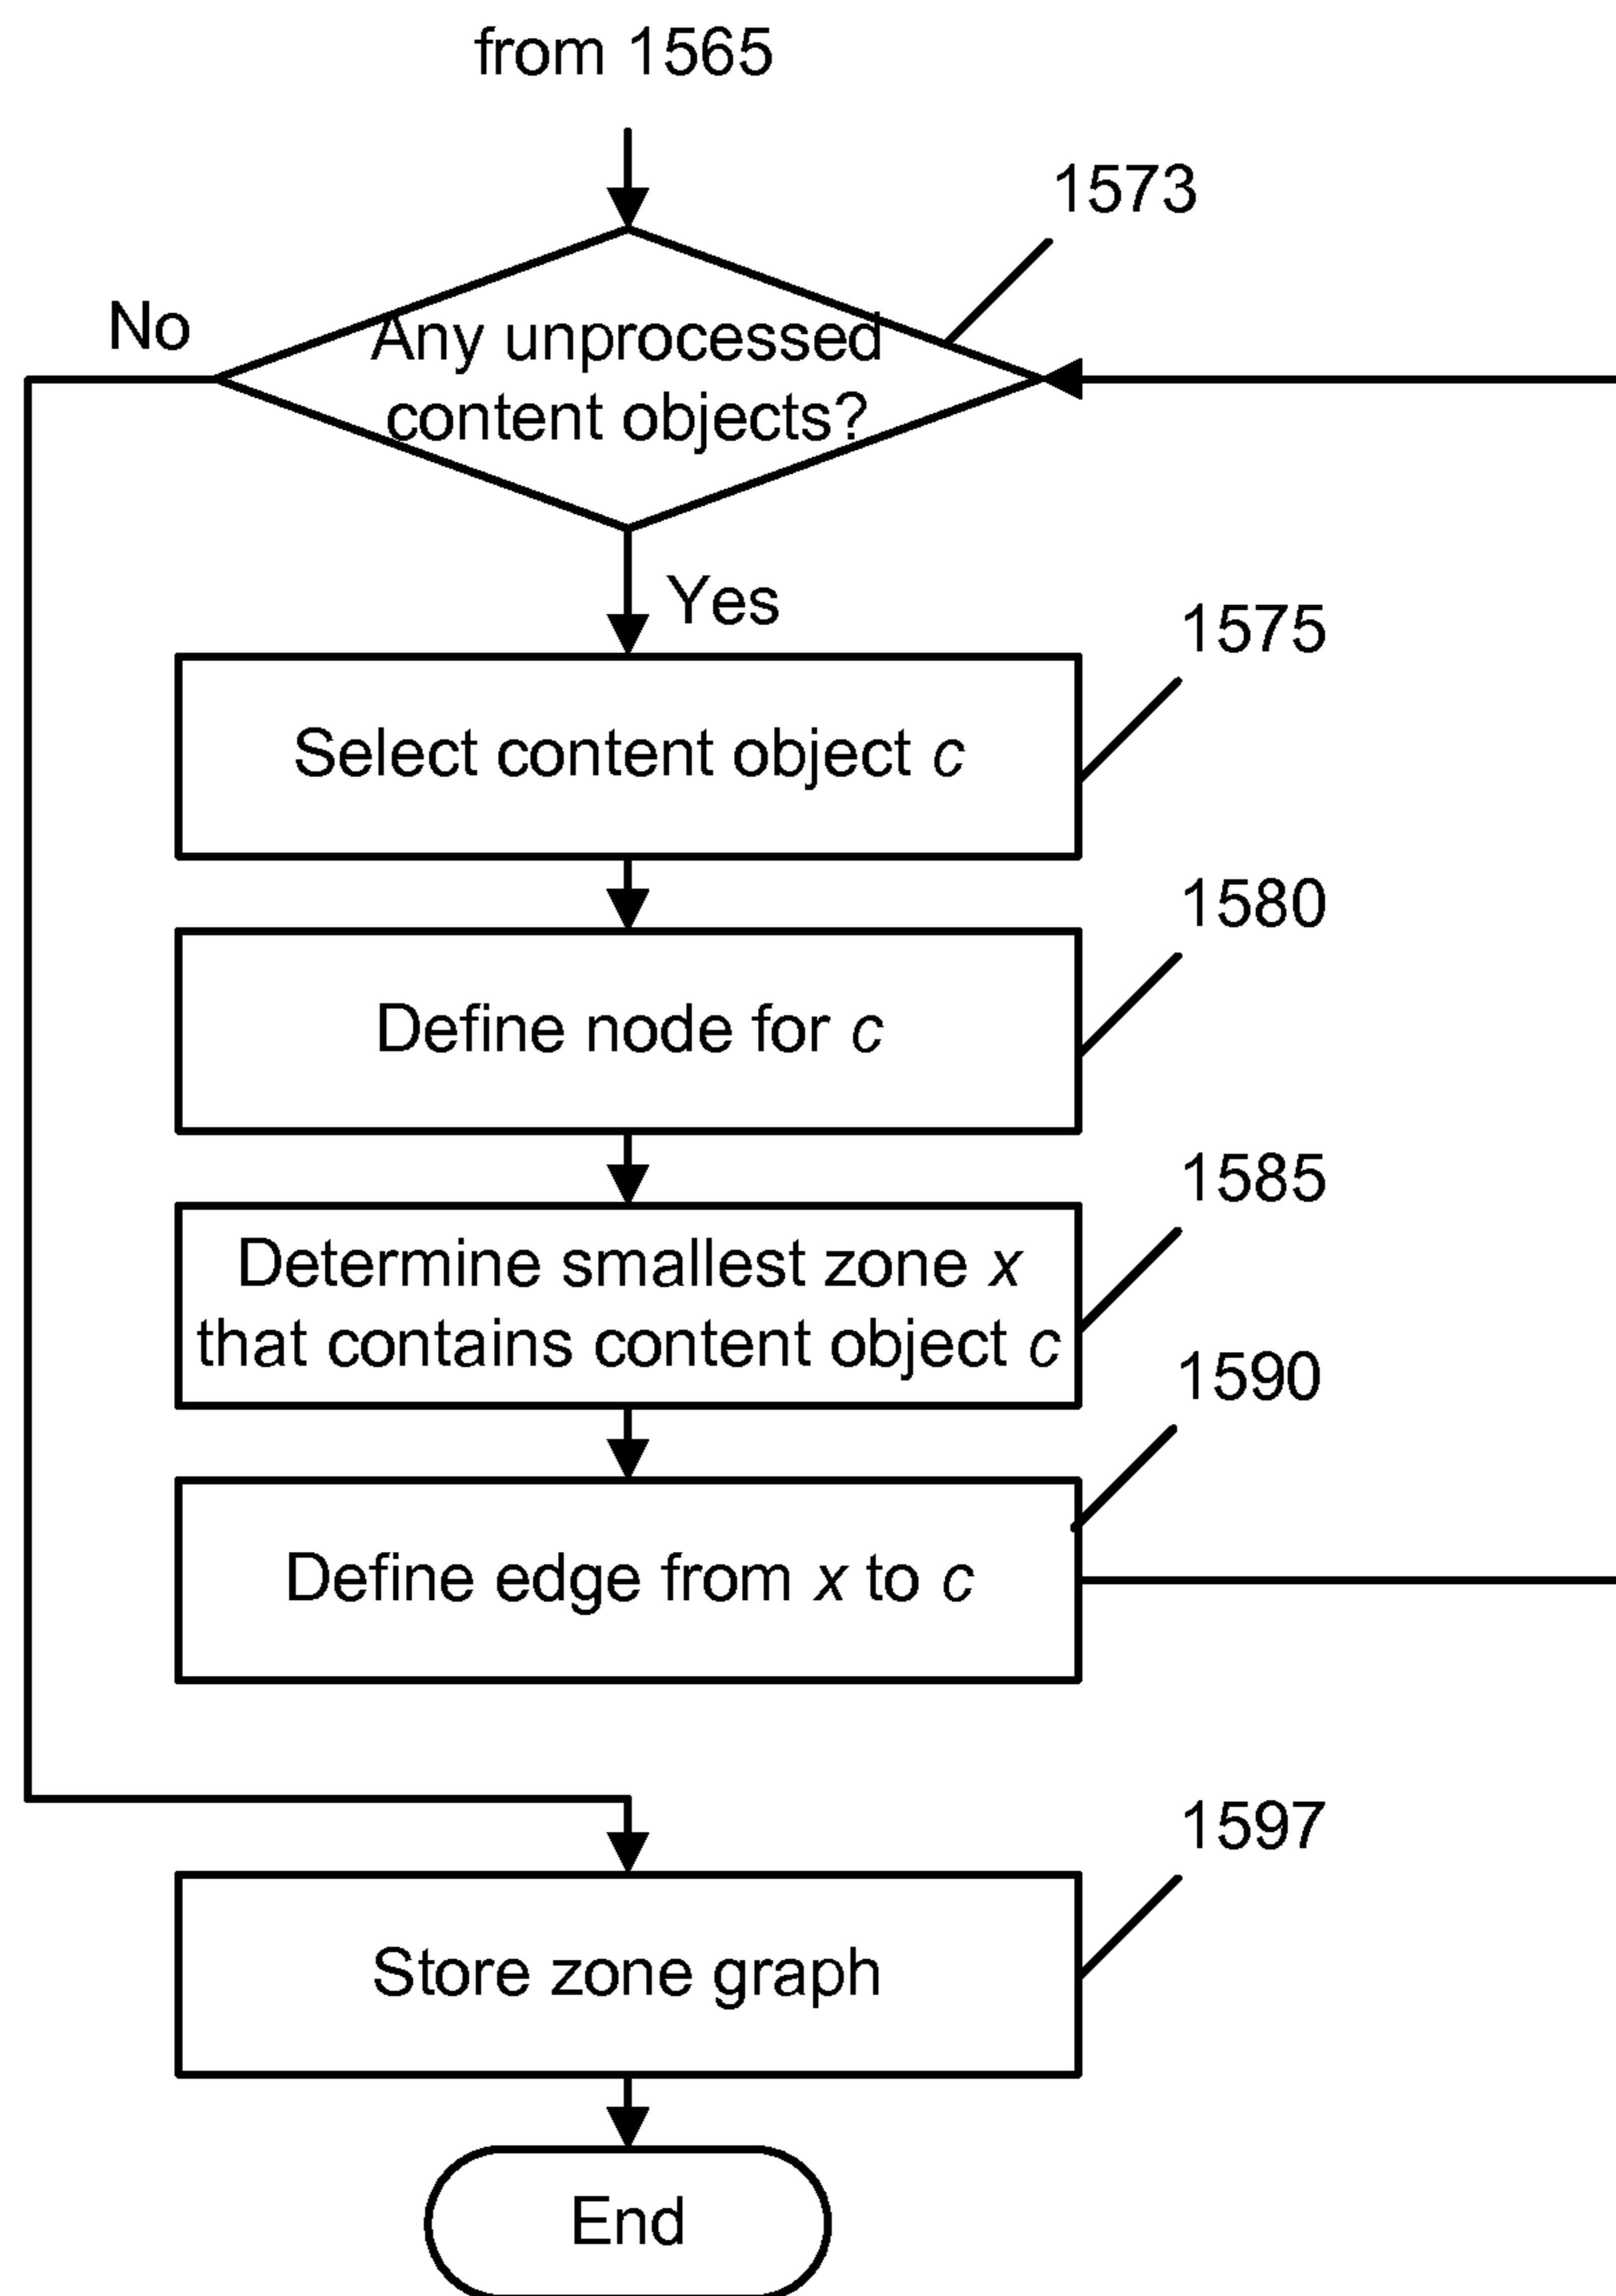 from 1565
1573
No
Any unprocessed
content objects?
Yes
1575
Select content object c
1580
Define node for c
1585
Determine smallest zone x
that contains content object c
1590
Define edge from x to c
1597
Store zone graph
End